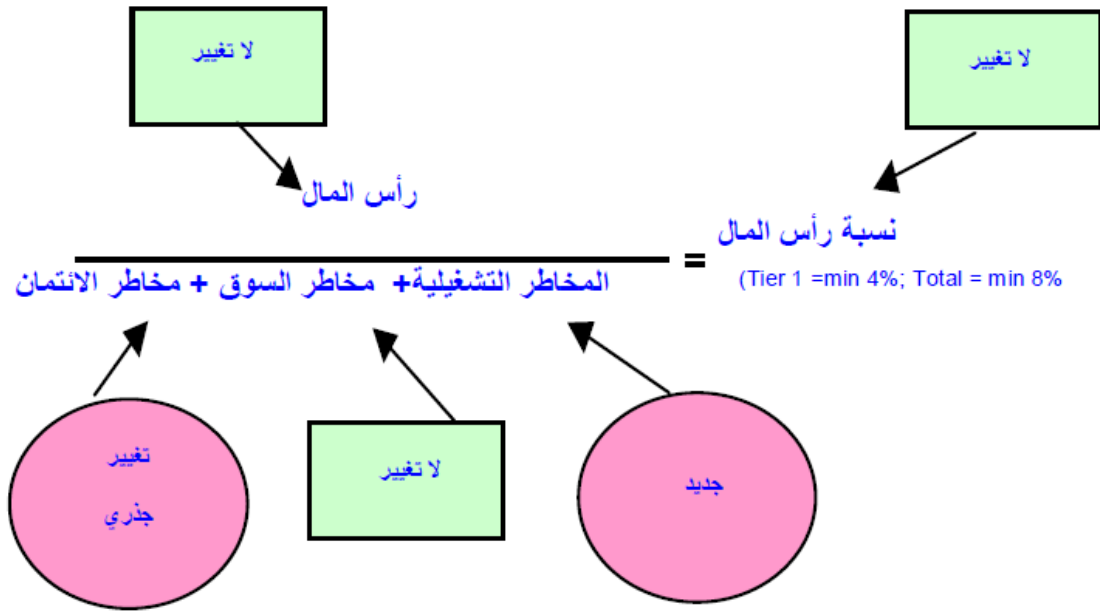 لا تغيير
لا تغيير
رأس المال
نسبة رأس المال
=
(Tier 1 =min 4%; Total = min 8%
المخاطر التشغيلية+ مخاطر السوق + مخاطر الائتمان
جديد
لا تغيير
تغيير
جذري